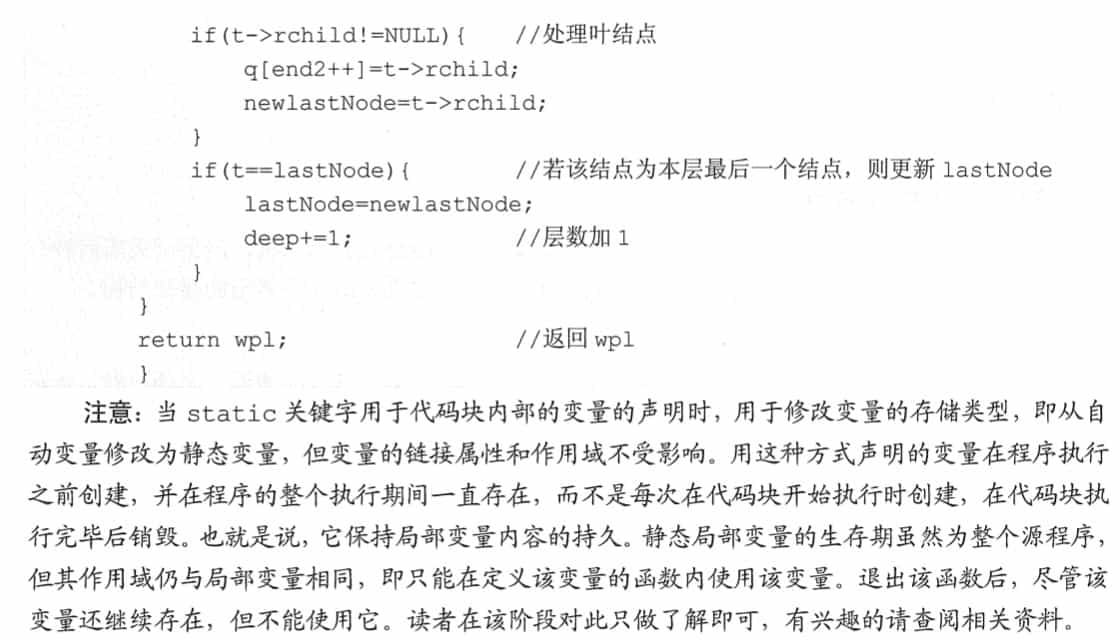 if(t->rchild!=NULL){    //处理叶结点
q[end2++]=t->rchild;
newlastNode=t->rchild;
}
if(t==lastNode){    //若该结点为本层最后一个结点，则更新 lastNode
lastNode=newlastNode;
deep+=1;    //层数加 1
}
}
return wpl;    //返回 wpl
}
注意：当 static 关键字用于代码块内部的变量的声明时，用于修改变量的存储类型，即从自
动变量修改为静态变量，但变量的链接属性和作用域不受影响。用这种方式声明的变量在程序执行
之前创建，并在程序的整个执行期间一直存在，而不是每次在代码块开始执行时创建，在代码块执
行完毕后销毁。也就是说，它保持局部变量内容的持久。静态局部变量的生存期虽然为整个源程序，
但其作用域仍与局部变量相同，即只能在定义该变量的函数内使用该变量。退出该函数后，尽管该
变量还继续存在，但不能使用它。读者在该阶段对此只做了解即可，有兴趣的请查阅相关资料。